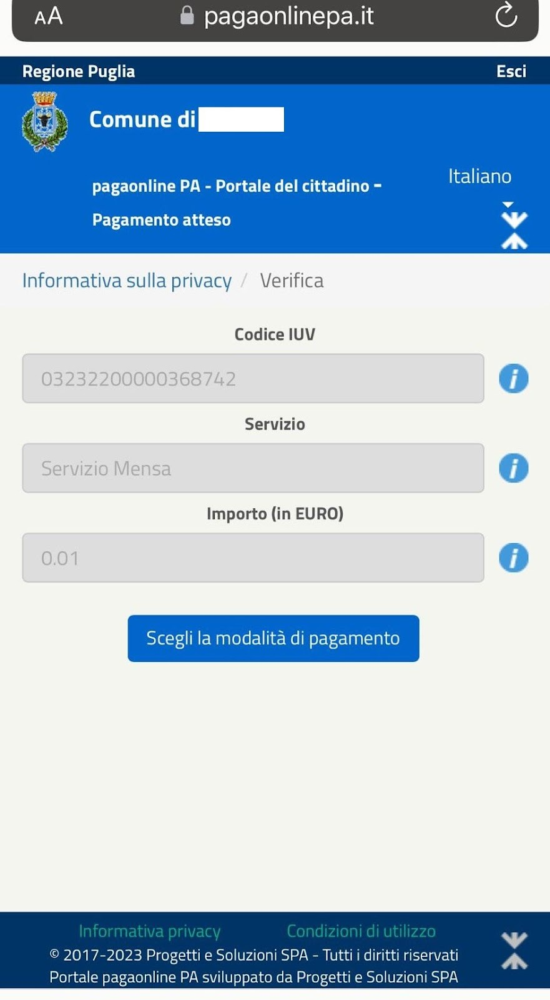 AA pagaonlinepa.it
Regione Puglia Esci
Comune di
Italiano
pagaonline PA - Portale del cittadino -
Pagamento atteso
Informativa sulla privacy / Verifica
Codice IUV
03232200000368742
Servizio
Servizio Mensa
Importo (in EURO)
0.01
Scegli la modalità di pagamento
Informativa privacy Condizioni di utilizzo
© 2017-2023 Progetti e Soluzioni SPA - Tutti i diritti riservati
Portale pagaonline PA sviluppato da Progetti e Soluzioni SPA